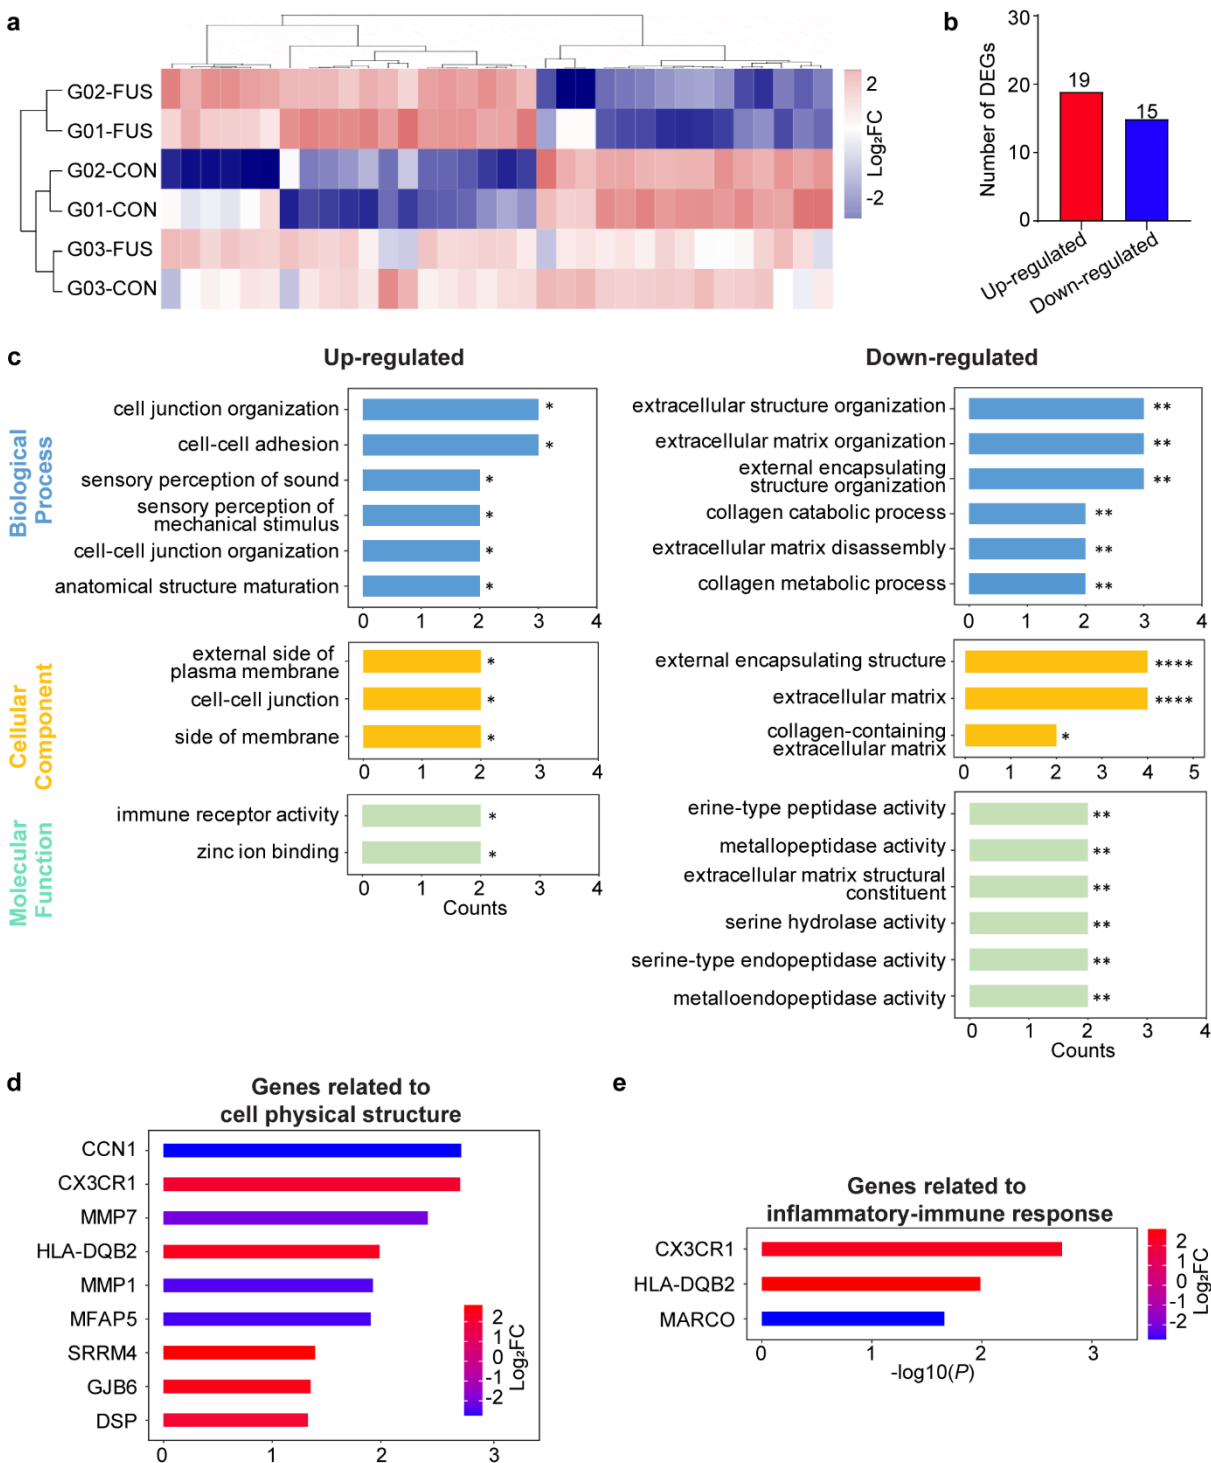 a
G02-FUS
G01-FUS
G02-CON
G01-CON
G03-FUS
G03-CON
2
-2
Log₂FC
b
Number of DEGs
30
20
10
0
19
15
Up-regulated
Down-regulated
c
Up-regulated
Biological
Process
cell junction organization
cell-cell adhesion
sensory perception of sound
sensory perception of
mechanical stimulus
cell-cell junction organization
anatomical structure maturation
* * * * * *
0 1 2 3 4
Cellular
Component
external side of
plasma membrane
cell-cell junction
side of membrane
* * *
0 1 2 3 4
Molecular
Function
immune receptor activity
zinc ion binding
* *
0 1 2 3 4
Counts
Down-regulated
extracellular structure organization
extracellular matrix organization
external encapsulating
structure organization
collagen catabolic process
extracellular matrix disassembly
collagen metabolic process
** ** ** ** ** **
0 1 2 3 4
external encapsulating structure
extracellular matrix
collagen-containing
extracellular matrix
**** **** *
0 1 2 3 4 5
erine-type peptidase activity
metallopeptidase activity
extracellular matrix structural
constituent
serine hydrolase activity
serine-type endopeptidase activity
metalloendopeptidase activity
** ** ** ** ** **
0 1 2 3 4
Counts
d
Genes related to
cell physical structure
CCN1
CX3CR1
MMP7
HLA-DQB2
MMP1
MFAP5
SRRM4
GJB6
DSP
0 1 2 3
2
1
0
-1
-2
Log₂FC
e
Genes related to
inflammatory-immune response
CX3CR1
HLA-DQB2
MARCO
0 1 2 3
-log10(P)
2
1
0
-1
-2
Log₂FC